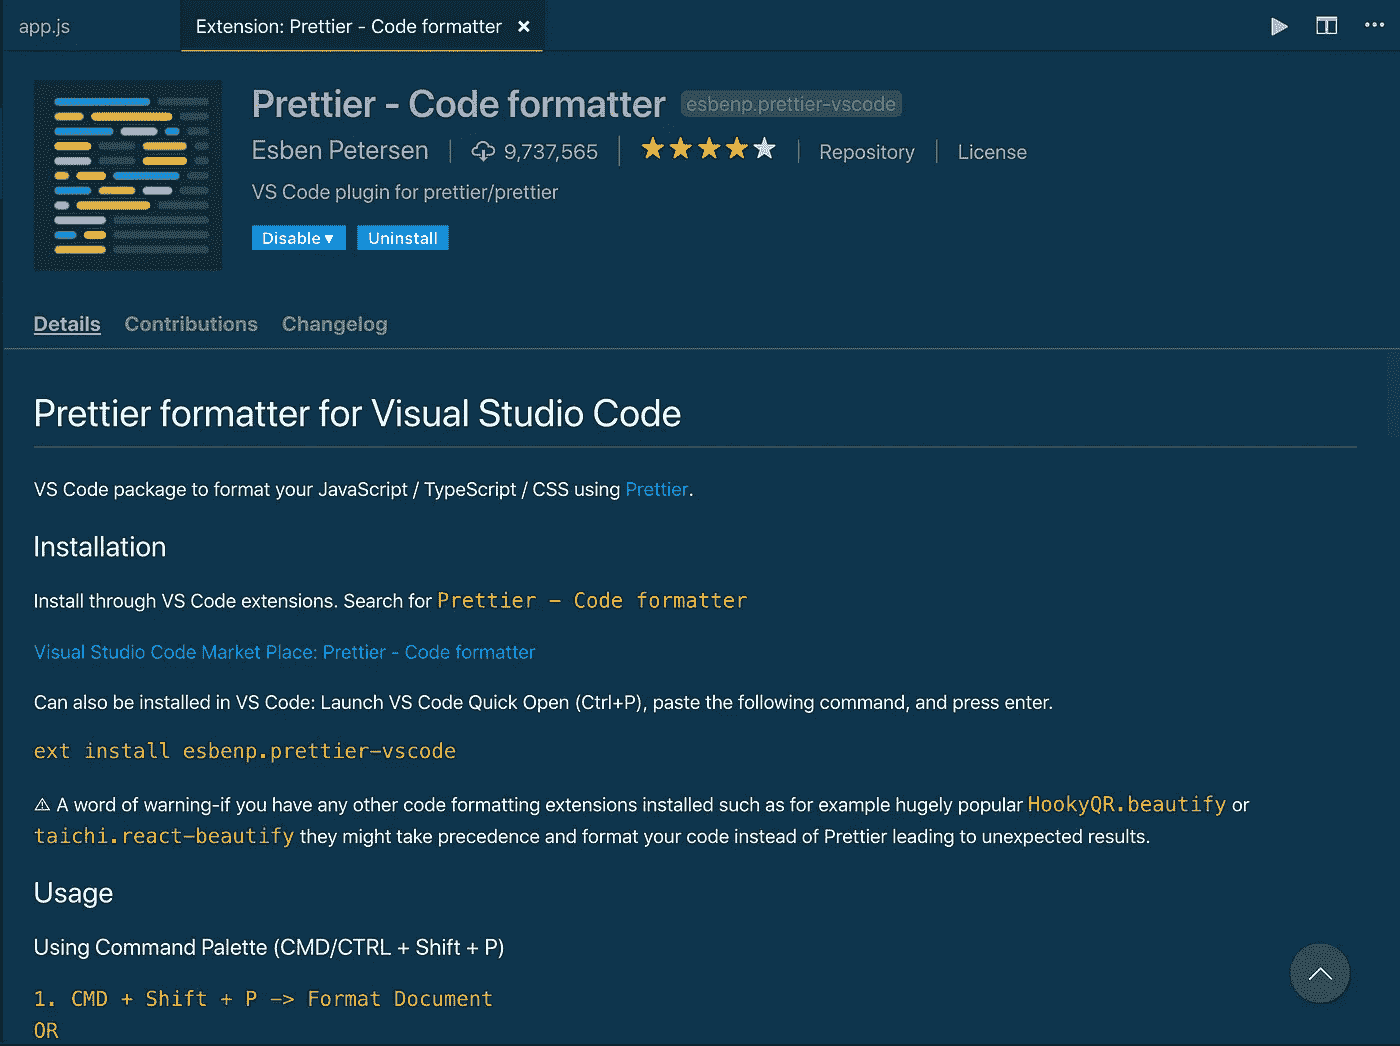 app.js
Extension: Prettier - Code formatter ×
Prettier - Code formatter esbenp.prettier-vscode
Esben Petersen | 9,737,565 | ★★★★★ | Repository | License
VS Code plugin for prettier/prettier
Disable ▾ Uninstall
Details Contributions Changelog
Prettier formatter for Visual Studio Code
VS Code package to format your JavaScript / TypeScript / CSS using Prettier.
Installation
Install through VS Code extensions. Search for Prettier - Code formatter
Visual Studio Code Market Place: Prettier - Code formatter
Can also be installed in VS Code: Launch VS Code Quick Open (Ctrl+P), paste the following command, and press enter.
ext install esbenp.prettier-vscode
⚠ A word of warning-if you have any other code formatting extensions installed such as for example hugely popular HookyQR.beautify or
taichi.react-beautify they might take precedence and format your code instead of Prettier leading to unexpected results.
Usage
Using Command Palette (CMD/CTRL + Shift + P)
1. CMD + Shift + P -> Format Document
OR